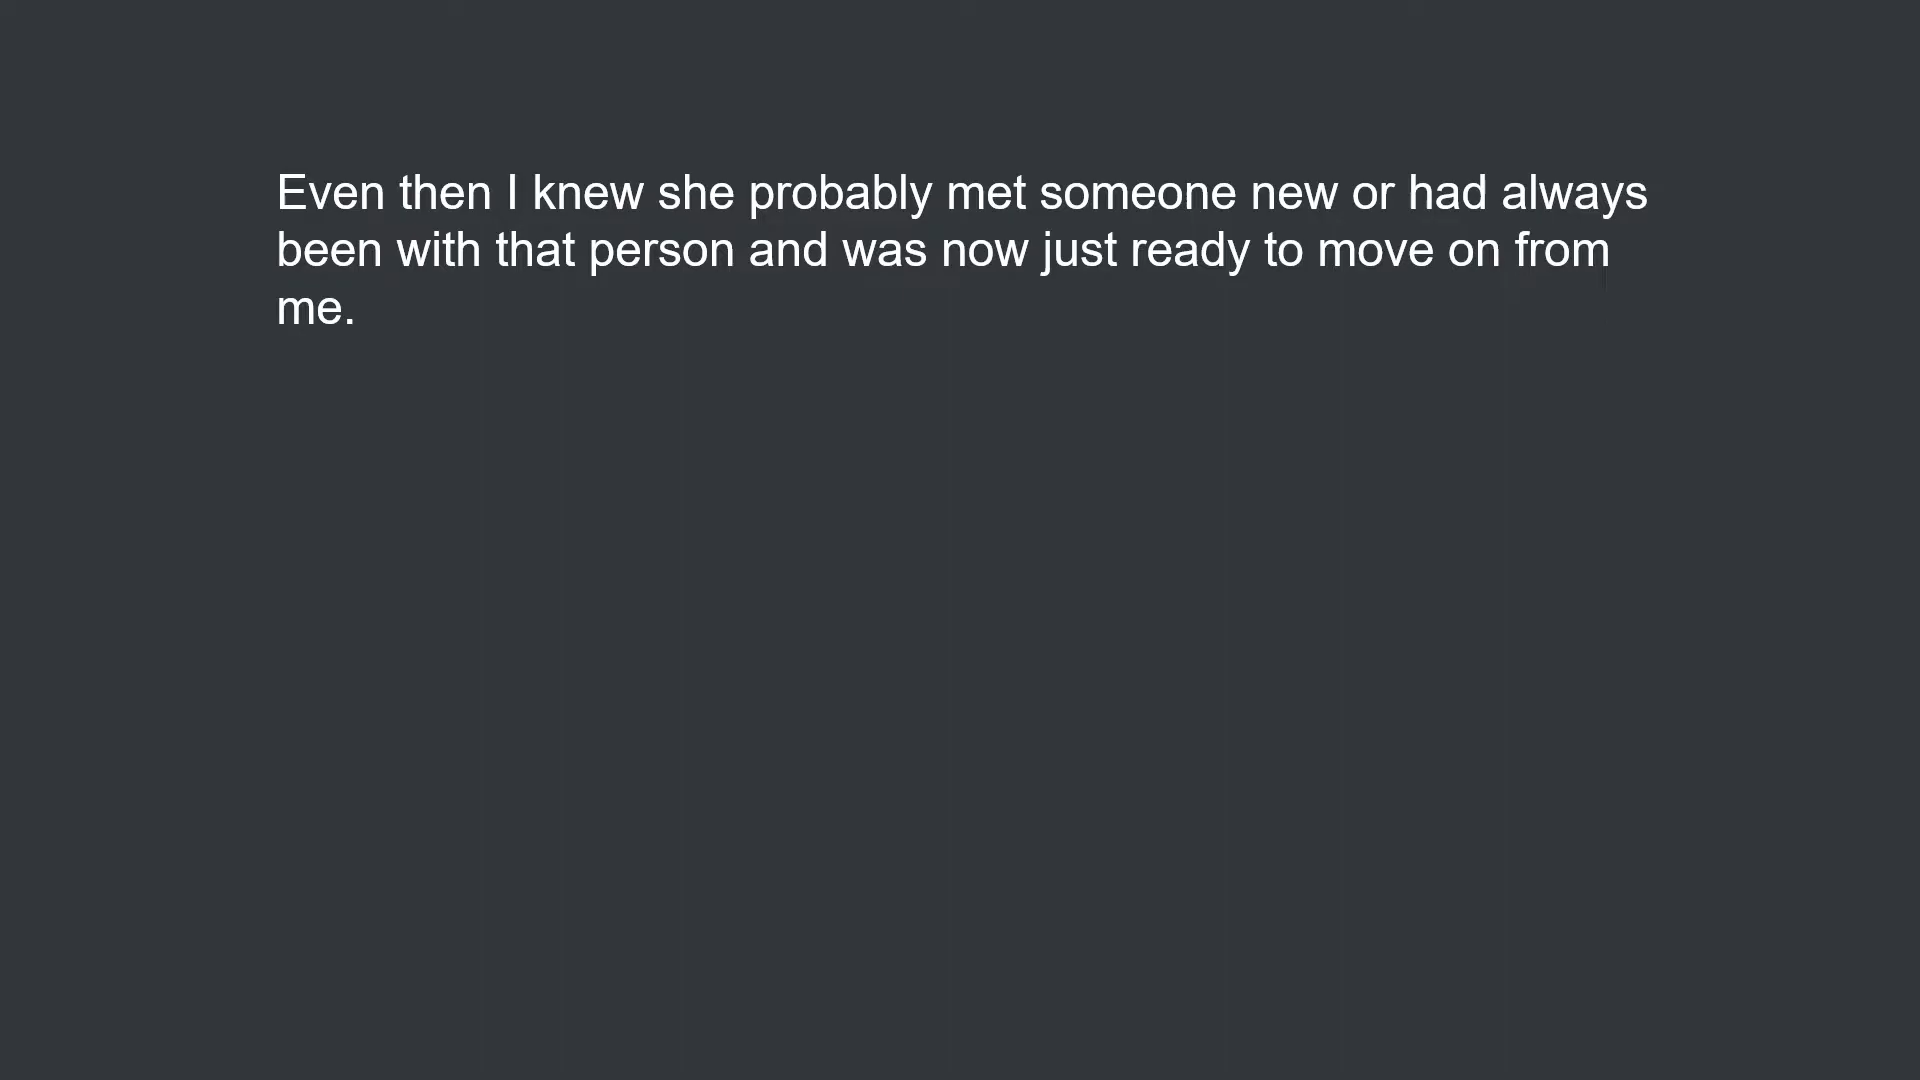 Even then I knew she probably met someone new or had always
been with that person and was now just ready to move on from
me.